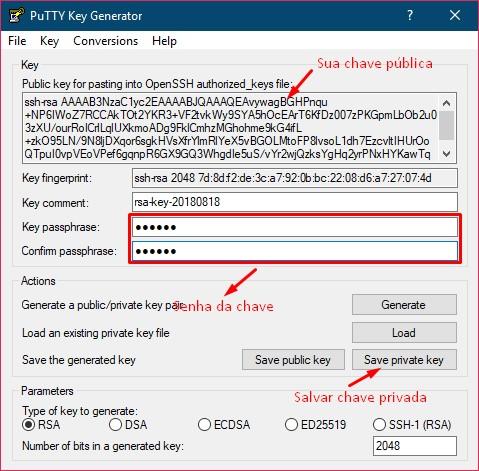 PuTTY Key Generator
File Key Conversions Help
Sua chave pública
Key
Public key for pasting into OpenSSH authorized_keys file:
ssh-rsa AAAAB3NzaC1yc2EAAAABJQAAAQEAvywagBGHPnqu
+NP6IWoZ7RCCAkTOt2YKR3+VF2tvkWy9SYA5hOcEArT6KfDz007zPKGpmLbOb2u0
3zXU/ourRoICrlLqIUXkmoADg9FkICmhzMGhohme9kG4ifL
+zkO95LN/9N8ljDXqor6sgkHVsXfrYlmRIYeX5vBGOLMtoFP8IvsoL1dh7EzcvltIHUrOo
QTpuI0vpVEoVPef6gqnpR6GX9GQ3WhgdIe5uS/vYr2wjQzksYgHq2yrPNxHYKawTq
Key fingerprint: ssh-rsa 2048 7d:8d:f2:de:3c:a7:92:0b:bc:22:08:d6:a7:27:07:4d
Key comment: rsa-key-20180818
Key passphrase: ●●●●●●
Confirm passphrase: ●●●●●●
Actions
Generate a public/private key pair Generate
Senha da chave
Load an existing private key file Load
Save the generated key Save public key Save private key
Salvar chave privada
Parameters
Type of key to generate:
RSA DSA ECDSA ED25519 SSH-1 (RSA)
Number of bits in a generated key: 2048